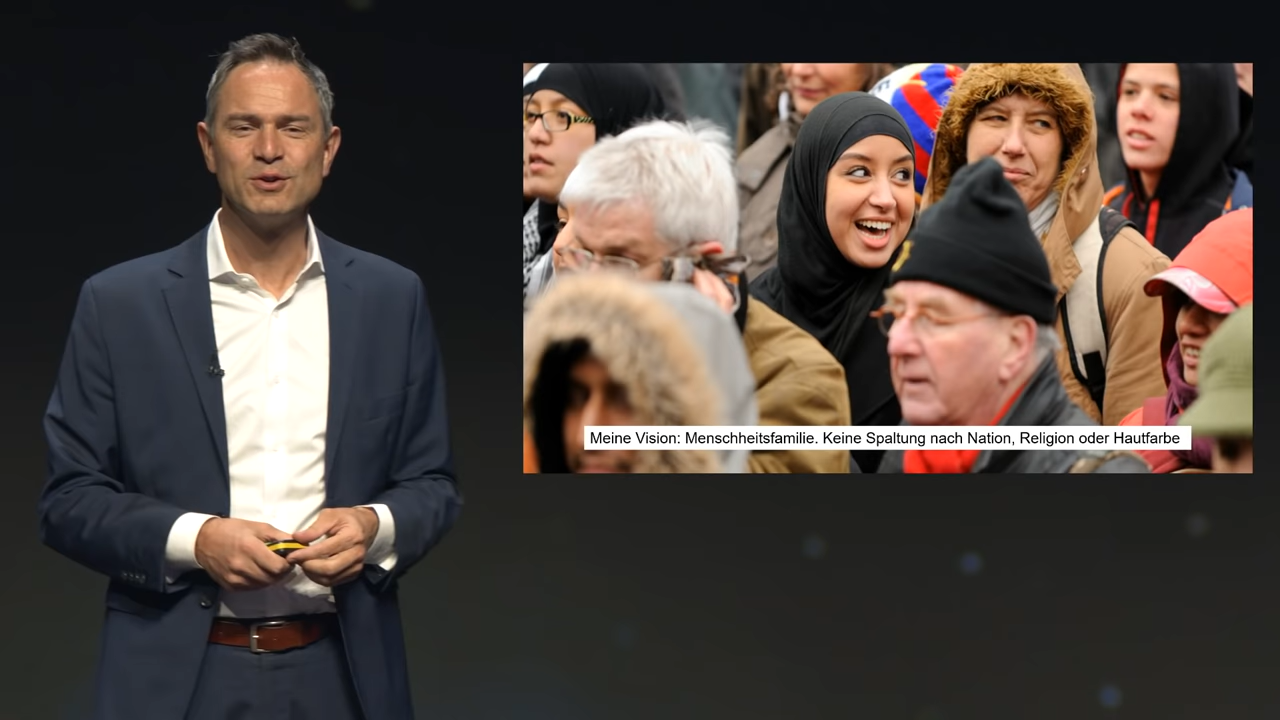 Meine Vision: Menschheitsfamilie. Keine Spaltung nach Nation, Religion oder Hautfarbe